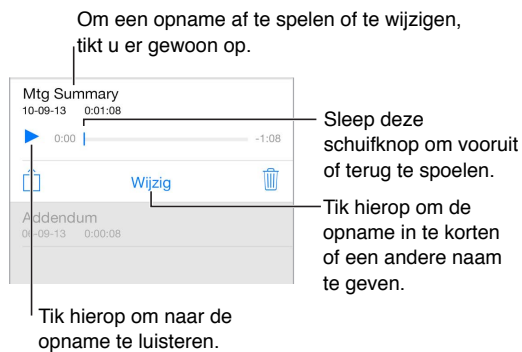 Om een opname af te spelen of te wijzigen,
tikt u er gewoon op.
Mtg Summary
10-09-13 0:01:08
0:00 -1:08
Sleep deze
schuifknop om vooruit
of terug te spoelen.
Wijzig
Tik hierop om de
opname in te korten
of een andere naam
te geven.
Addendum
-09-13 0:00:08
Tik hierop om naar de
opname te luisteren.